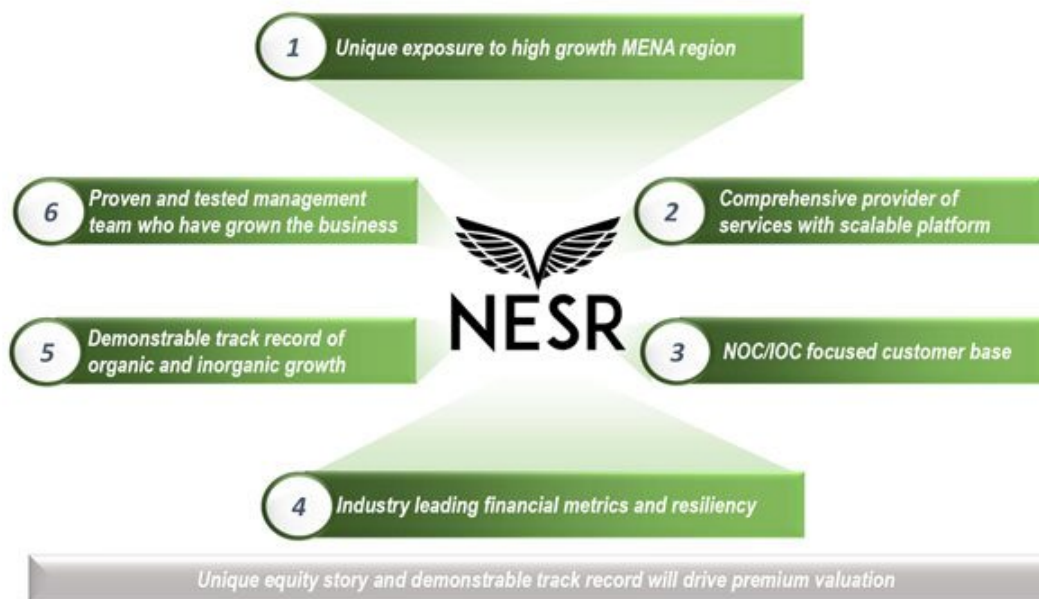 1
Unique exposure to high growth MENA region
6
Proven and tested management
team who have grown the business
2
Comprehensive provider of
services with scalable platform
NESR
5
Demonstrable track record of
organic and inorganic growth
3
NOC/IOC focused customer base
4
Industry leading financial metrics and resiliency
Unique equity story and demonstrable track record will drive premium valuation